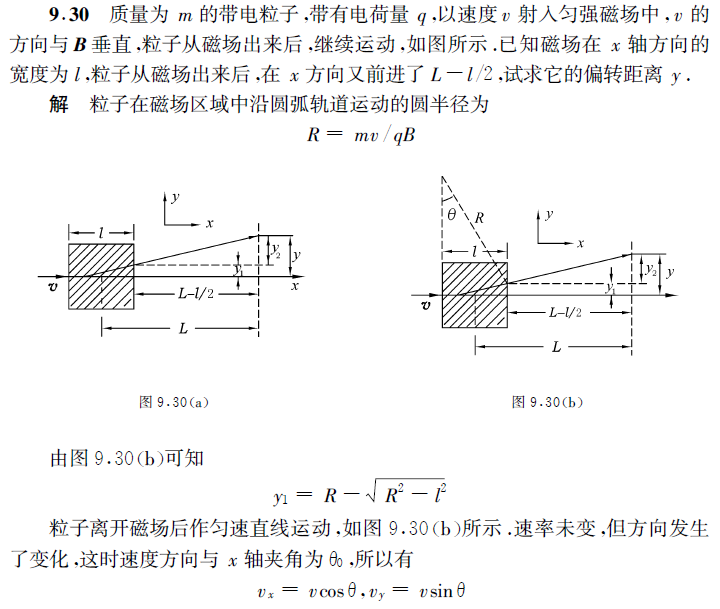 9.30 质量为 m 的带电粒子,带有电荷量 q,以速度 v 射入匀强磁场中,v 的
方向与 B 垂直,粒子从磁场出来后,继续运动,如图所示.已知磁场在 x 轴方向的
宽度为 l,粒子从磁场出来后,在 x 方向又前进了 L－l/2,试求它的偏转距离 y.
解 粒子在磁场区域中沿圆弧轨道运动的圆半径为
R = mv/qB
y
x
l
y₂
y
y₁
v
x
L–l/2
L
图 9.30(a)
θ
R
y
x
l
y₂
y
y₁
v
L–l/2
L
图 9.30(b)
由图 9.30(b)可知
y₁ = R － √(R² － l²)
粒子离开磁场后作匀速直线运动,如图 9.30(b)所示.速率未变,但方向发生
了变化,这时速度方向与 x 轴夹角为 θ₀,所以有
vₓ = vcosθ,v_y = vsinθ